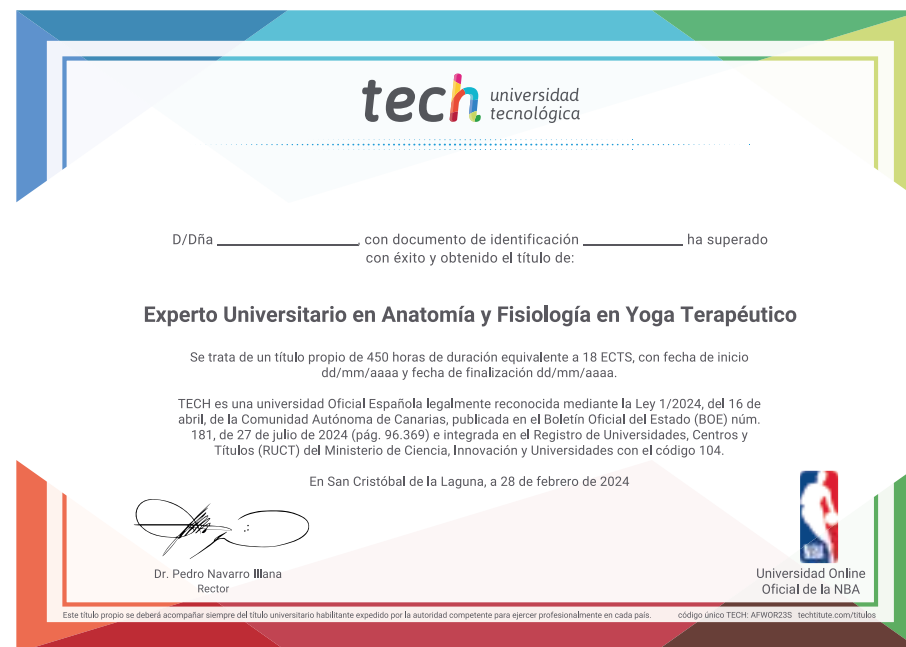 tech universidad
tecnológica
D/Dña ____________________, con documento de identificación ______________ ha superado
con éxito y obtenido el título de:
Experto Universitario en Anatomía y Fisiología en Yoga Terapéutico
Se trata de un título propio de 450 horas de duración equivalente a 18 ECTS, con fecha de inicio
dd/mm/aaaa y fecha de finalización dd/mm/aaaa.
TECH es una universidad Oficial Española legalmente reconocida mediante la Ley 1/2024, del 16 de
abril, de la Comunidad Autónoma de Canarias, publicada en el Boletín Oficial del Estado (BOE) núm.
181, de 27 de julio de 2024 (pág. 96.369) e integrada en el Registro de Universidades, Centros y
Títulos (RUCT) del Ministerio de Ciencia, Innovación y Universidades con el código 104.
En San Cristóbal de la Laguna, a 28 de febrero de 2024
NBA
Dr. Pedro Navarro Illana
Rector
Universidad Online
Oficial de la NBA
Este título propio se deberá acompañar siempre del título universitario habilitante expedido por la autoridad competente para ejercer profesionalmente en cada país.
código único TECH: AFWOR23S techtitute.com/titulos